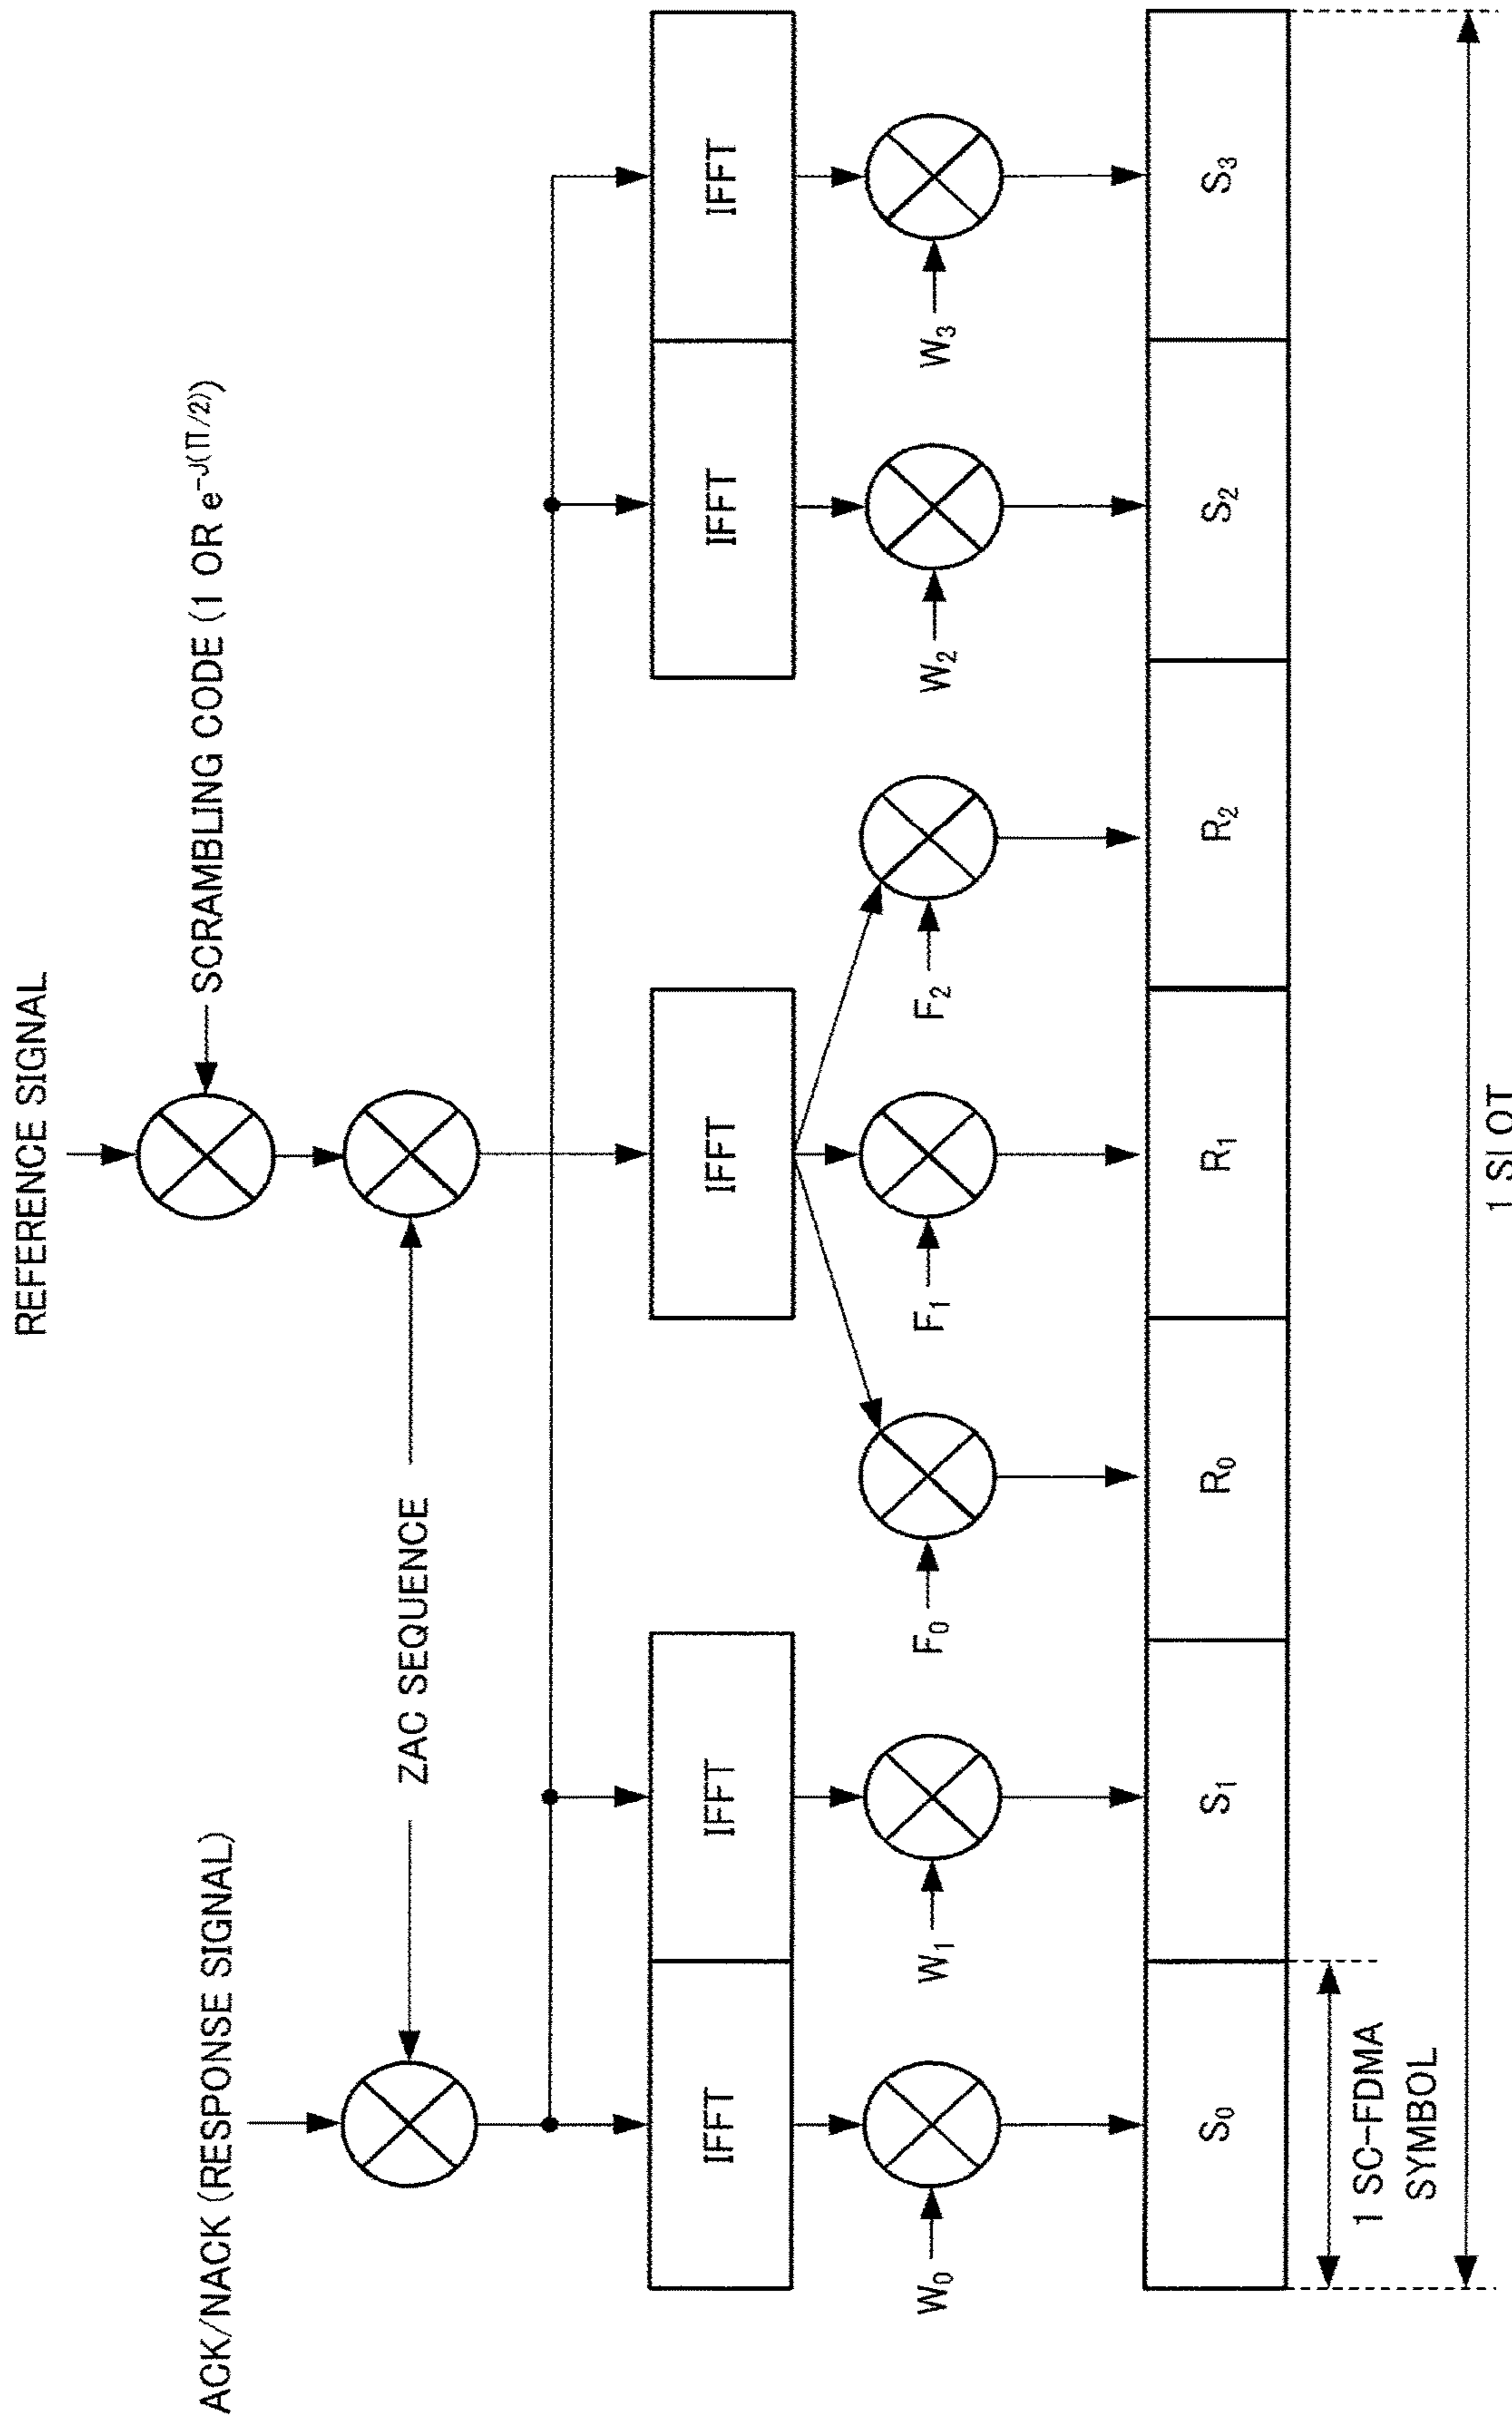 REFERENCE SIGNAL
SCRAMBLING CODE (1 OR e^-J(Π/2))
ACK/NACK (RESPONSE SIGNAL)
ZAC SEQUENCE
IFFT
IFFT
IFFT
IFFT
IFFT
W0
W1
F0
F1
F2
W2
W3
S0
S1
R0
R1
R2
S2
S3
1 SC-FDMA
SYMBOL
1 SLOT